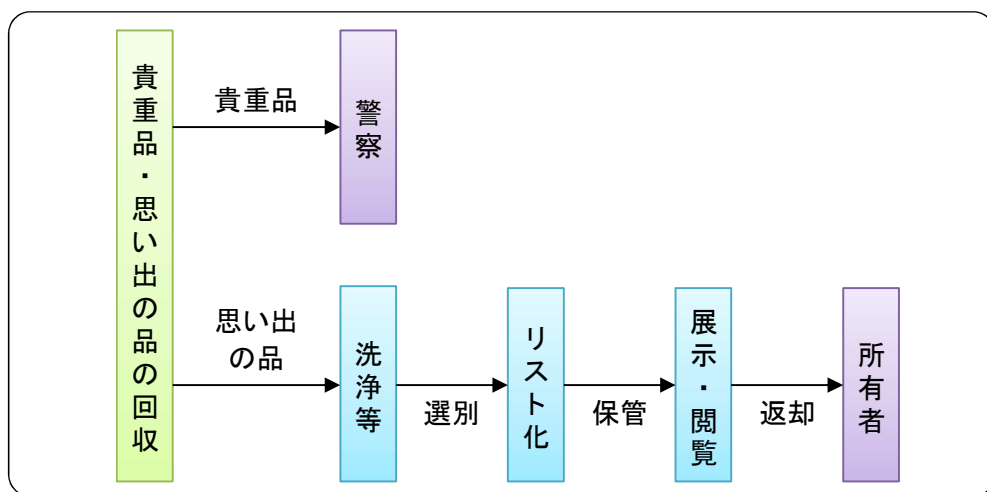 貴重品・思い出の品の回収
貴重品
警察
思い出
の品
洗浄等
選別
リスト化
保管
展示・閲覧
返却
所有者